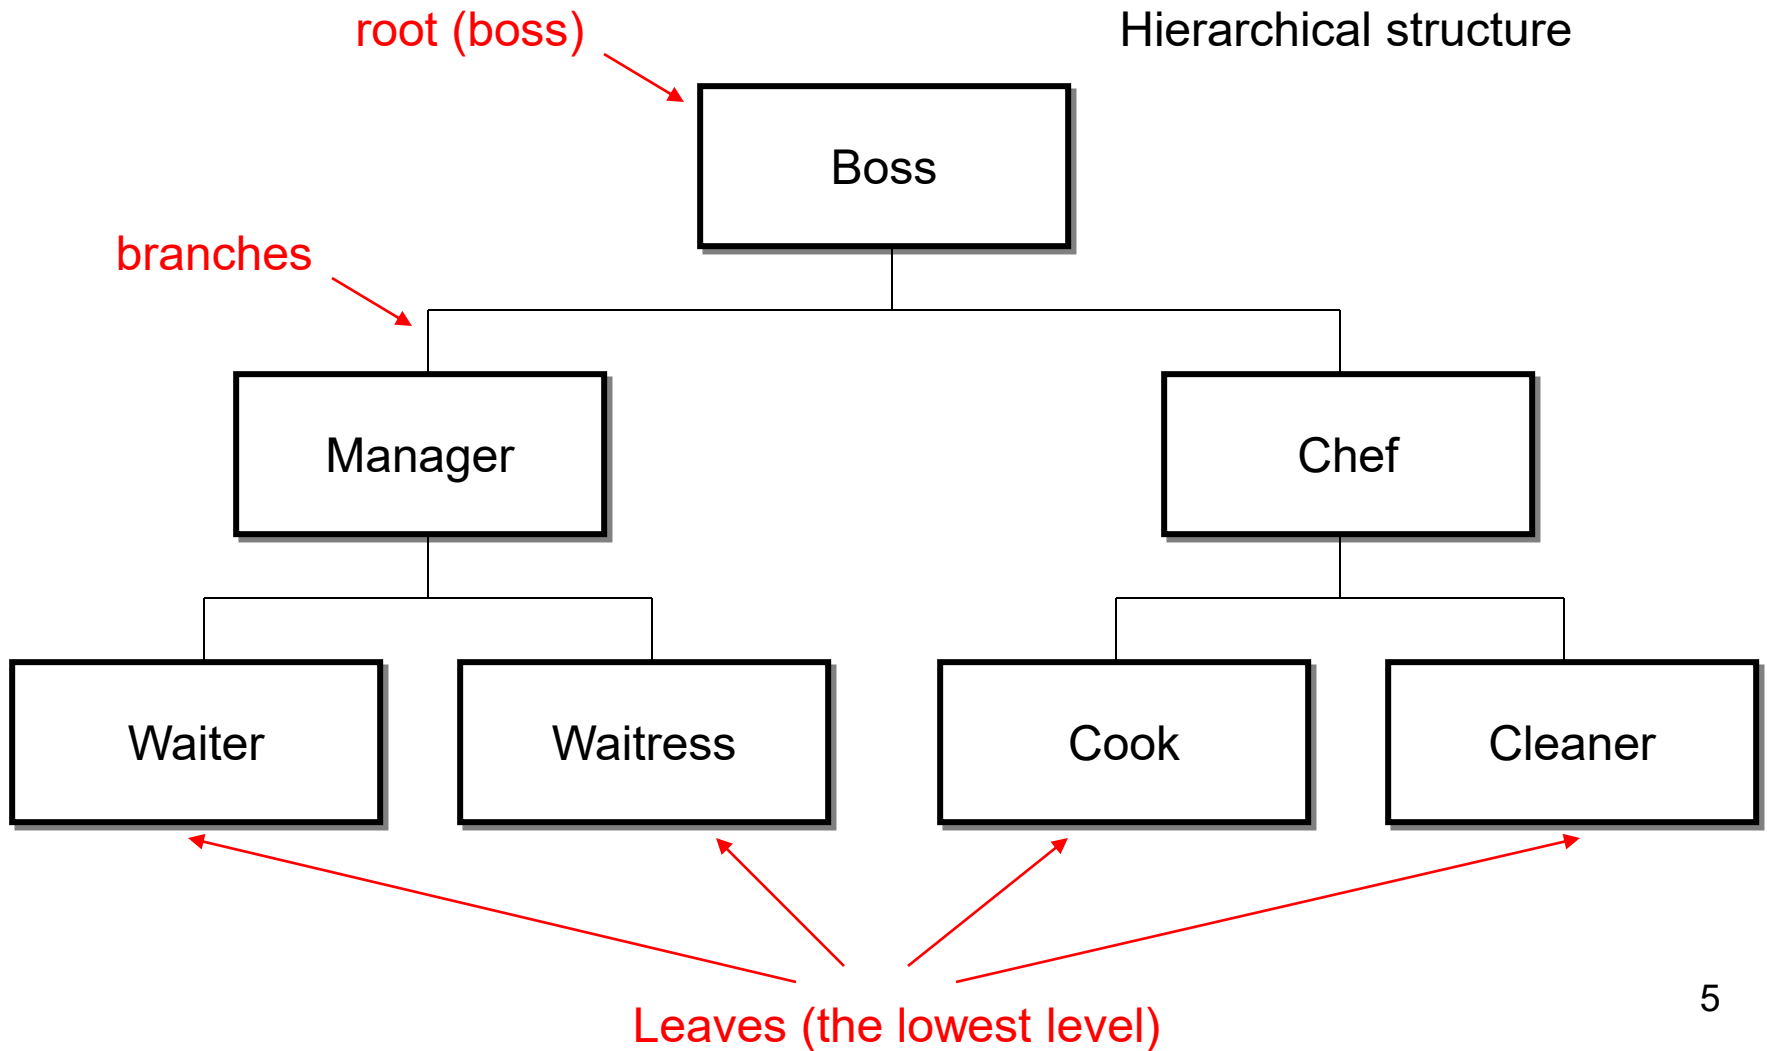 root (boss)
Hierarchical structure
Boss
branches
Manager
Chef
Waiter
Waitress
Cook
Cleaner
Leaves (the lowest level)
5